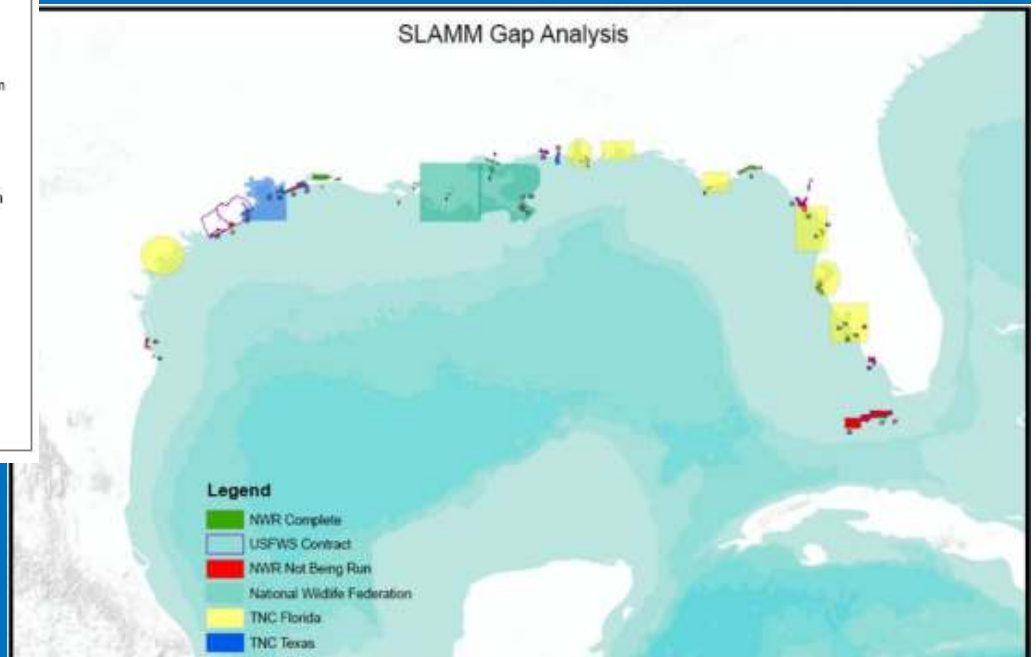 SLAMM Gap Analysis
Legend
NWR Complete
USFWS Contract
NWR Not Being Run
National Wildlife Federation
TNC Florida
TNC Texas